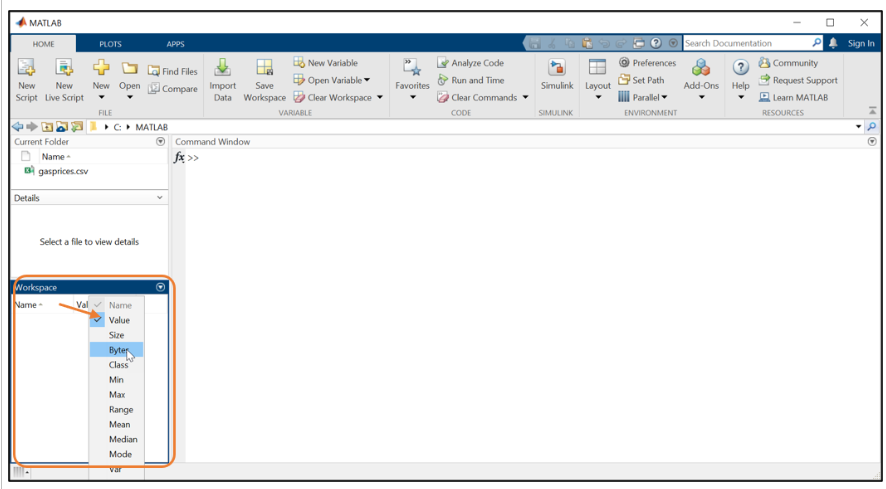 MATLAB
HOME PLOTS APPS
Search Documentation
Sign In
New Script
New Live Script
New
Open
Find Files
Compare
FILE
Import Data
Save Workspace
New Variable
Open Variable
Clear Workspace
VARIABLE
Favorites
Analyze Code
Run and Time
Clear Commands
CODE
Simulink
SIMULINK
Layout
Preferences
Set Path
Parallel
Add-Ons
ENVIRONMENT
Help
Community
Request Support
Learn MATLAB
RESOURCES
C: MATLAB
Current Folder
Name
gasprices.csv
Details
Select a file to view details
Command Window
fx >>
Workspace
Name
Name
Value
Size
Bytes
Class
Min
Max
Range
Mean
Median
Mode
Var